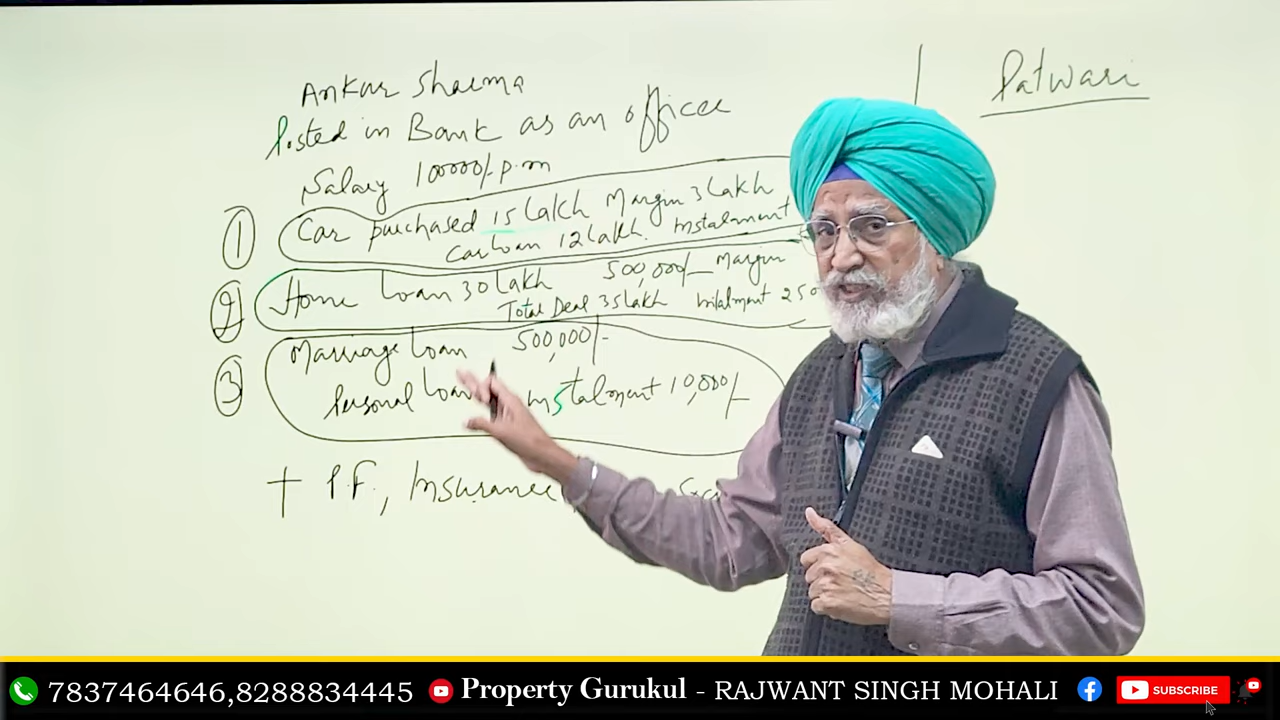 Patwari
Ankur Sharma
Posted in Bank as an officer
Salary 100000/- p.m
① Car purchased 15 Lakh Margin 3 Lakh
Car Loan 12 Lakh. Instalment
② Home Loan 30 Lakh 500,000/- Margin
Total Deal 35 Lakh Instalment 250
③ Marriage Loan 500,000/-
Personal Loan instalment 10,000/-
+ P.F., Insurance
7837464646,8288834445 Property Gurukul - RAJWANT SINGH MOHALI SUBSCRIBE